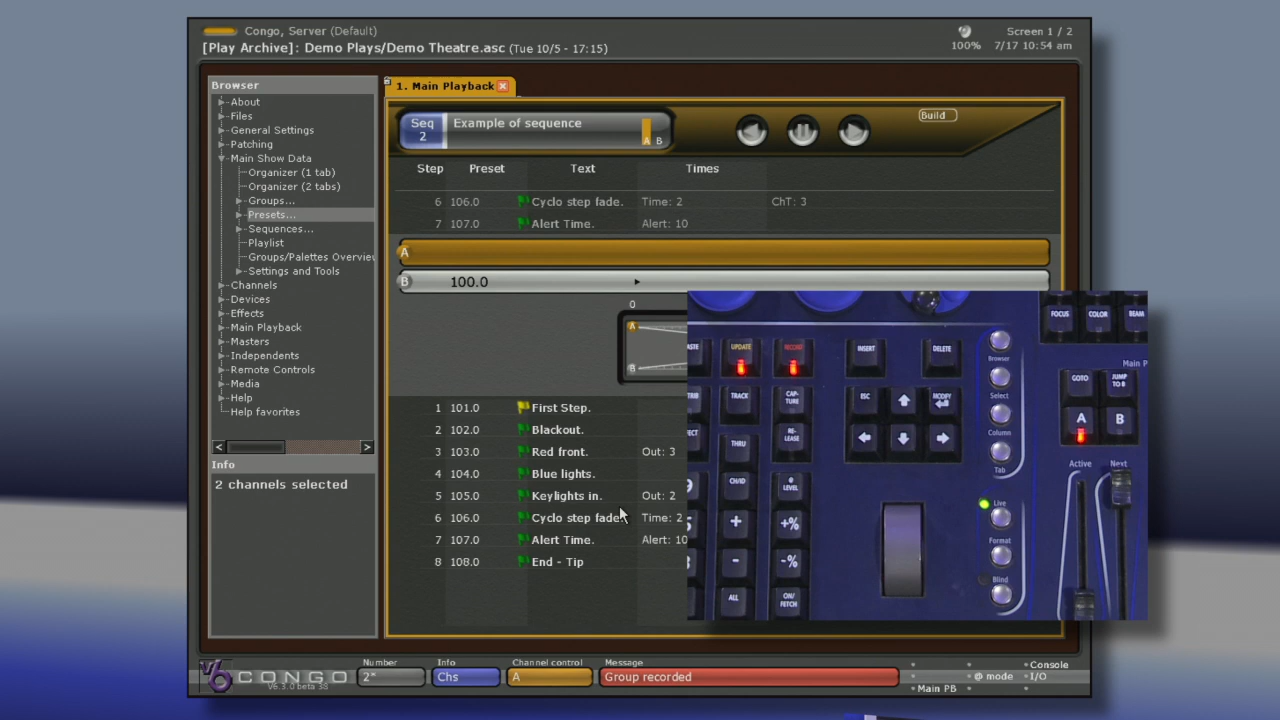 Congo, Server (Default)
Screen 1 / 2
[Play Archive]: Demo Plays/Demo Theatre.asc (Tue 10/5 - 17:15)
100% 7/17 10:54 am
Browser
About
Files
General Settings
Patching
Main Show Data
Organizer (1 tab)
Organizer (2 tabs)
Groups...
Presets...
Sequences...
Playlist
Groups/Palettes Overvie
Settings and Tools
Channels
Devices
Effects
Main Playback
Masters
Independents
Remote Controls
Media
Help
Help favorites
Info
2 channels selected
1. Main Playback
Seq
2
Example of sequence
A B
Build
Step Preset Text Times
6 106.0 Cyclo step fade. Time: 2 ChT: 3
7 107.0 Alert Time. Alert: 10
A
B 100.0
0
A
B
1 101.0 First Step.
2 102.0 Blackout.
3 103.0 Red front. Out: 3
4 104.0 Blue lights.
5 105.0 Keylights in. Out: 2
6 106.0 Cyclo step fade. Time: 2
7 107.0 Alert Time. Alert: 10
8 108.0 End - Tip
FOCUS COLOR BEAM
UPDATE RECORD INSERT DELETE
Browser
Main P
GOTO JUMP TO B
Select
TRACK CAP-TURE ESC MODIFY
A B
Column
THRU RE-LEASE
Tab
Active Next
CH/ID @ LEVEL
Live
+ +%
Format
- -%
Blind
ALL ON/FETCH
V6 CONGO
V6.3.0 beta 38
Number
2"
Info
Chs
Channel control
A
Message
Group recorded
Console
@ mode I/O
Main PB